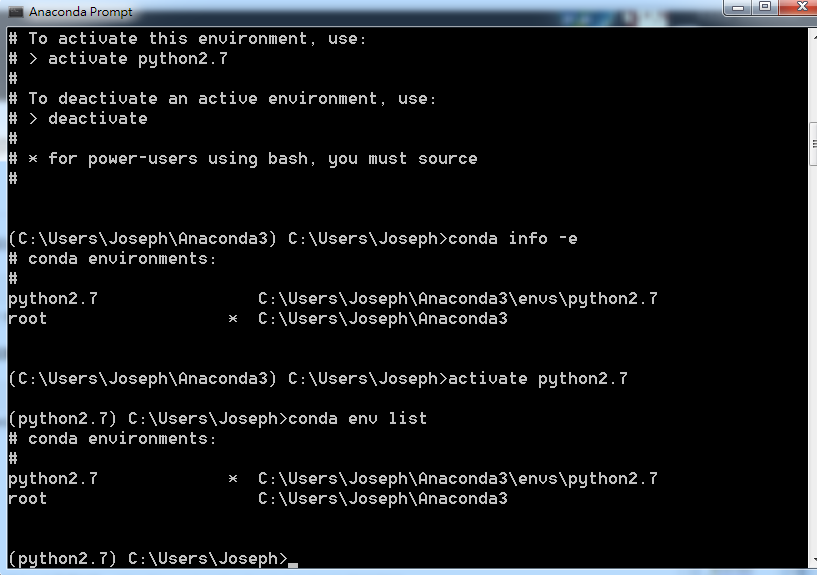 Anaconda Prompt
# To activate this environment, use:
# > activate python2.7
#
# To deactivate an active environment, use:
# > deactivate
#
# * for power-users using bash, you must source
#
(C:\Users\Joseph\Anaconda3) C:\Users\Joseph>conda info -e
# conda environments:
#
python2.7                C:\Users\Joseph\Anaconda3\envs\python2.7
root                  *  C:\Users\Joseph\Anaconda3
(C:\Users\Joseph\Anaconda3) C:\Users\Joseph>activate python2.7
(python2.7) C:\Users\Joseph>conda env list
# conda environments:
#
python2.7             *  C:\Users\Joseph\Anaconda3\envs\python2.7
root                     C:\Users\Joseph\Anaconda3
(python2.7) C:\Users\Joseph>